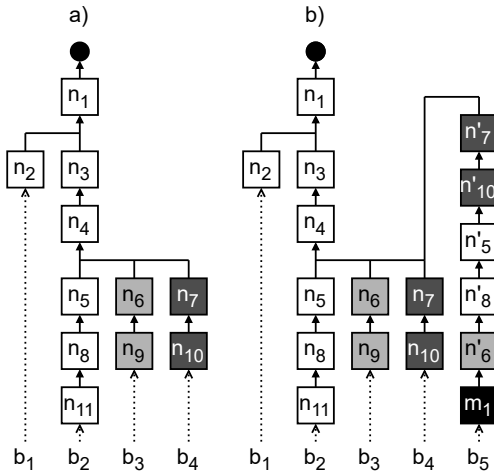 a) b)
n1 n1
n'7
n2 n3 n2 n3
n'10
n4 n4 n'5
n5 n6 n7 n5 n6 n7 n'8
n8 n9 n10 n8 n9 n10 n'6
n11 n11 m1
b1 b2 b3 b4 b1 b2 b3 b4 b5